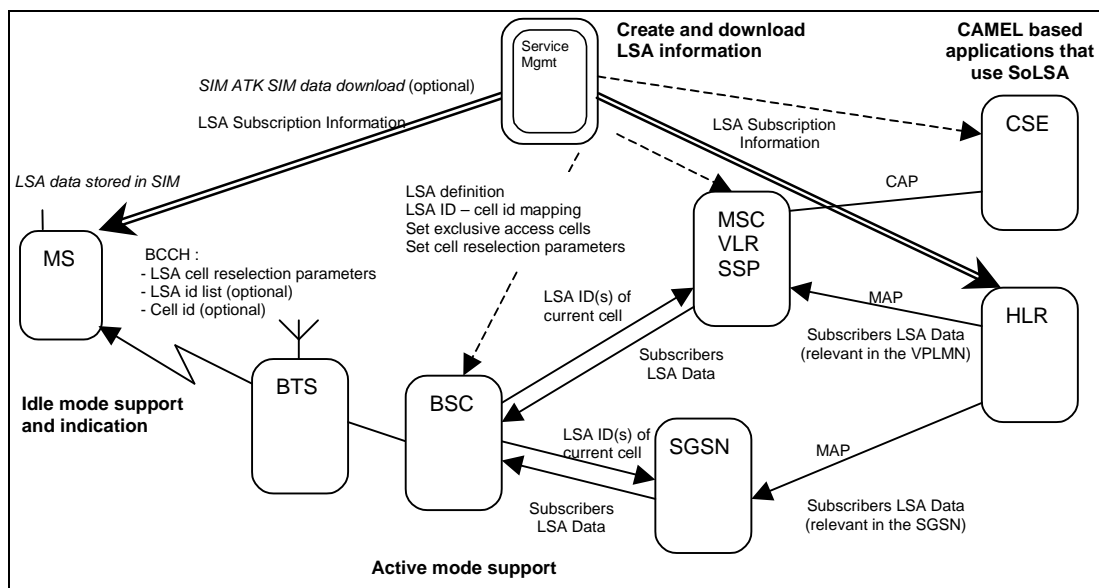 Create and download
LSA information
CAMEL based
applications that
use SoLSA
Service
Mgmt
SIM ATK SIM data download (optional)
LSA Subscription Information
LSA Subscription
Information
CSE
LSA data stored in SIM
CAP
LSA definition
LSA ID – cell id mapping
Set exclusive access cells
Set cell reselection parameters
MSC
VLR
SSP
MS
BCCH :
- LSA cell reselection parameters
- LSA id list (optional)
- Cell id (optional)
LSA ID(s) of
current cell
MAP
HLR
Subscribers LSA Data
(relevant in the VPLMN)
Subscribers
LSA Data
BTS
BSC
Idle mode support
and indication
LSA ID(s) of
current cell
SGSN
MAP
Subscribers
LSA Data
Subscribers LSA Data
(relevant in the SGSN)
Active mode support